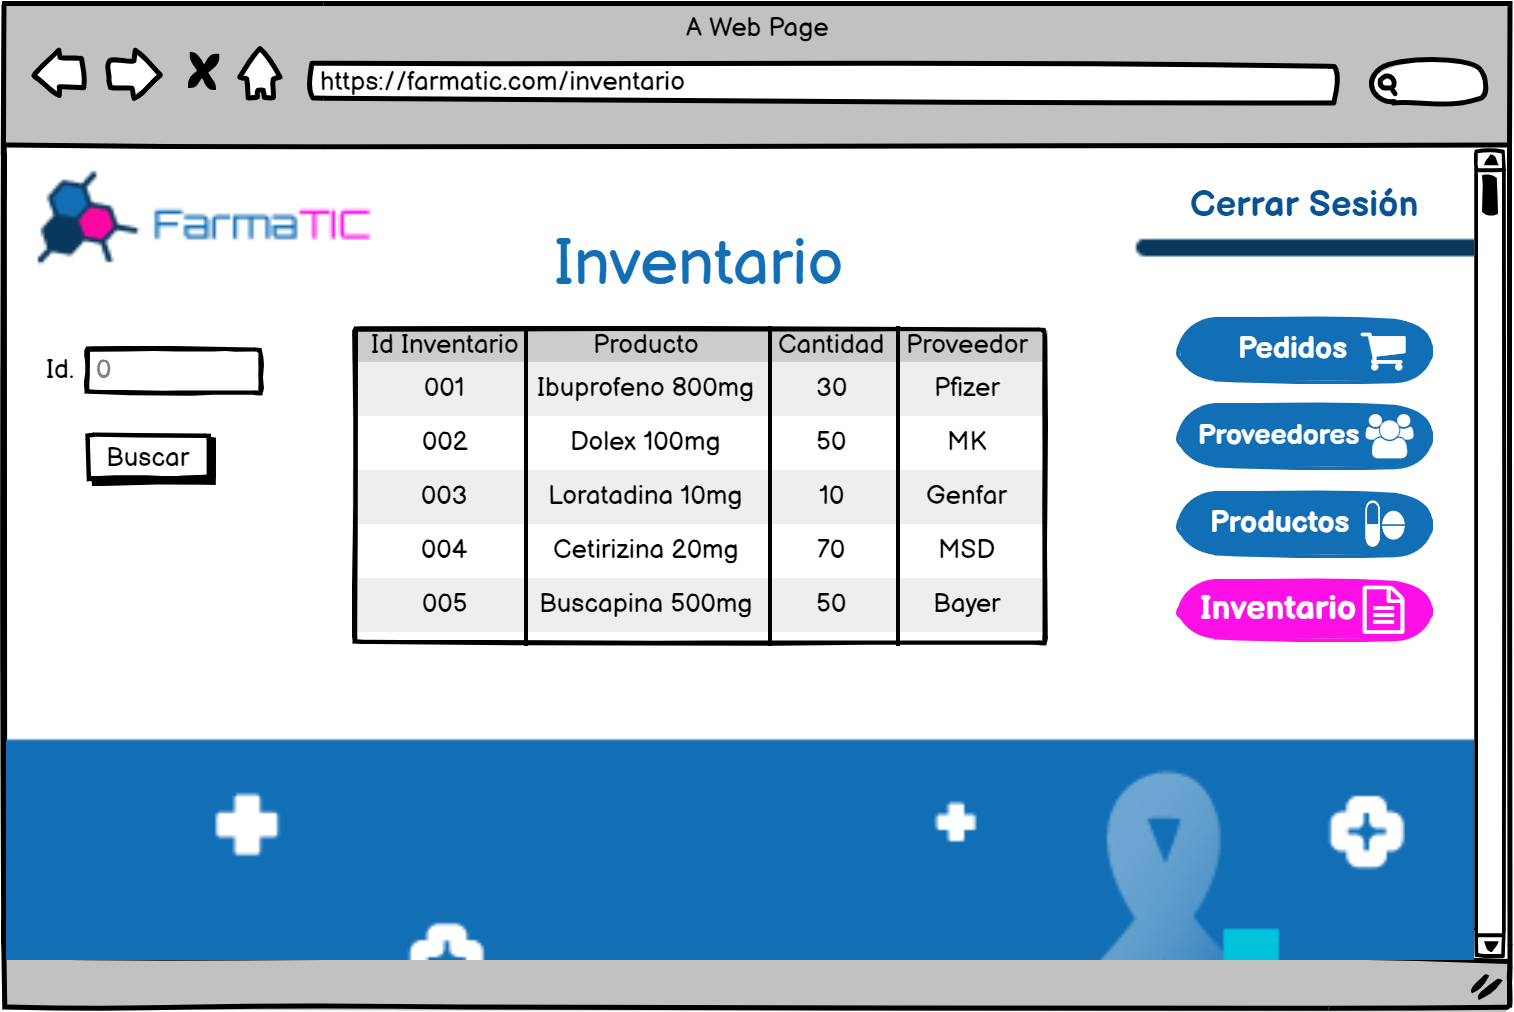 A Web Page
https://farmatic.com/inventario
FarmaTIC
Cerrar Sesión
Inventario
Id. 0
Buscar
Id Inventario Producto Cantidad Proveedor
001 Ibuprofeno 800mg 30 Pfizer
002 Dolex 100mg 50 MK
003 Loratadina 10mg 10 Genfar
004 Cetirizina 20mg 70 MSD
005 Buscapina 500mg 50 Bayer
Pedidos
Proveedores
Productos
Inventario